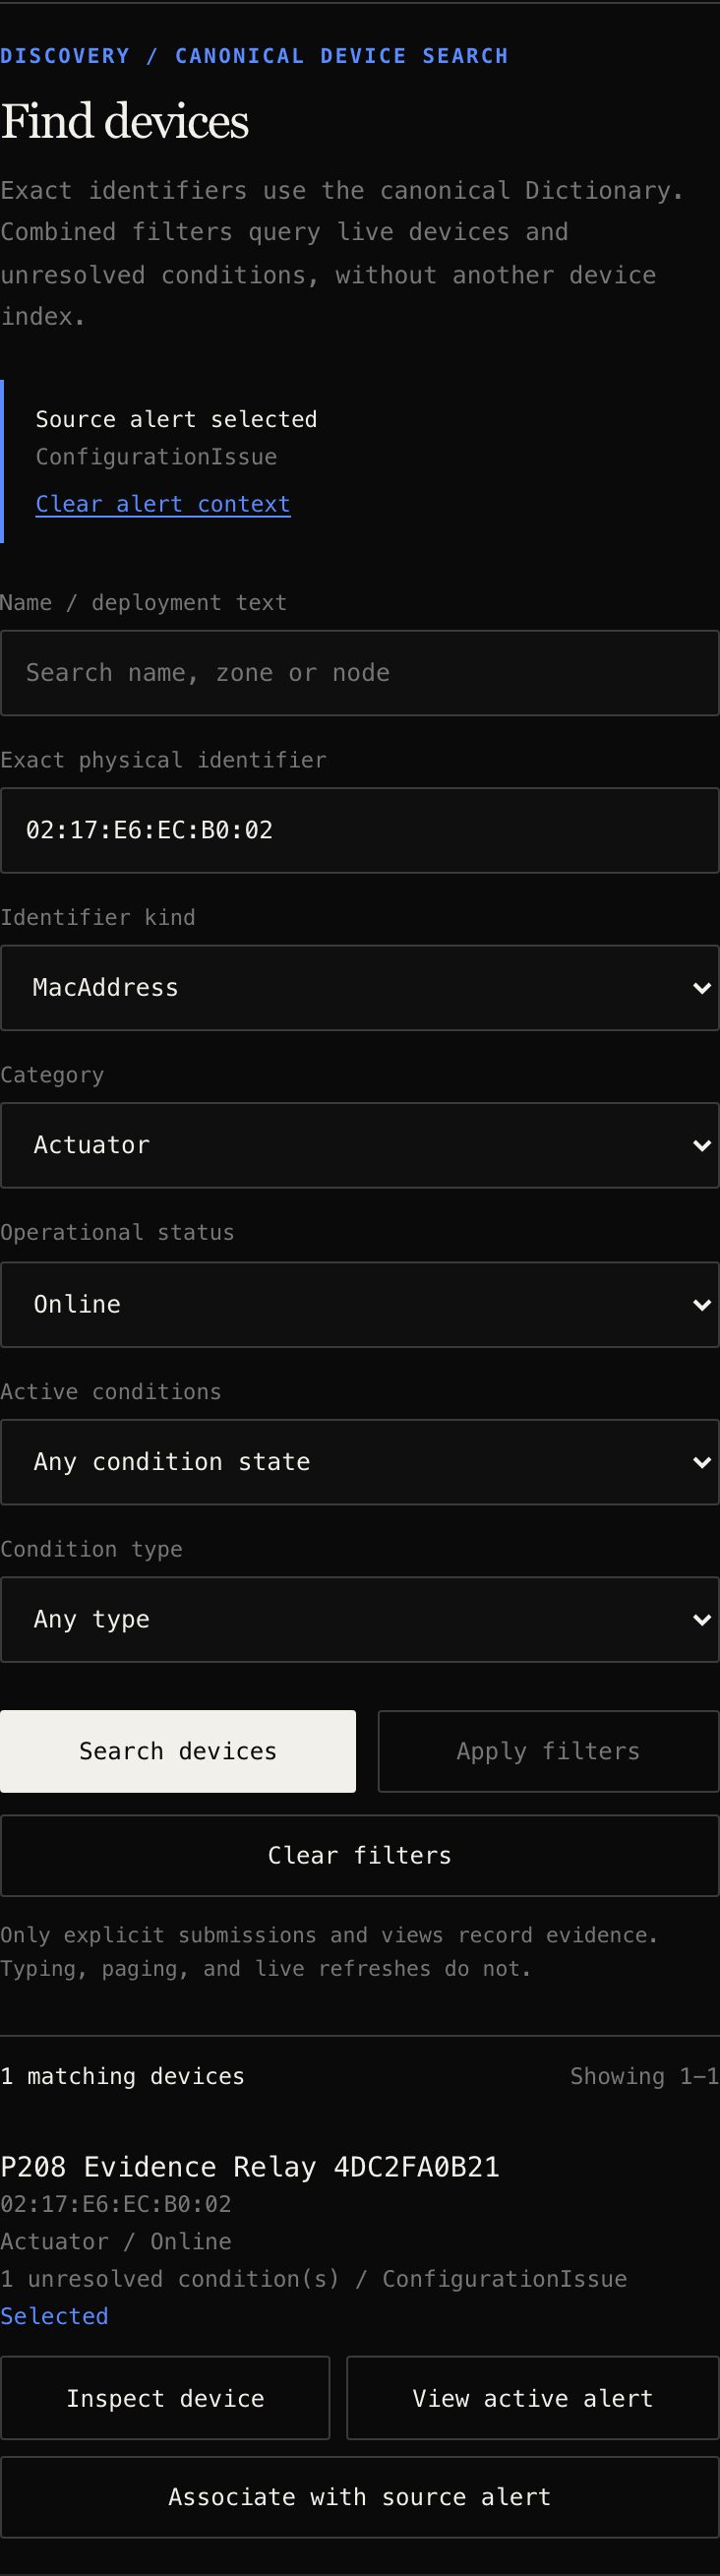 DISCOVERY / CANONICAL DEVICE SEARCH
Find devices
Exact identifiers use the canonical Dictionary.
Combined filters query live devices and
unresolved conditions, without another device
index.
Source alert selected
ConfigurationIssue
Clear alert context
Name / deployment text
Search name, zone or node
Exact physical identifier
02:17:E6:EC:B0:02
Identifier kind
MacAddress
Category
Actuator
Operational status
Online
Active conditions
Any condition state
Condition type
Any type
Search devices
Apply filters
Clear filters
Only explicit submissions and views record evidence.
Typing, paging, and live refreshes do not.
1 matching devices
Showing 1–1
P208 Evidence Relay 4DC2FA0B21
02:17:E6:EC:B0:02
Actuator / Online
1 unresolved condition(s) / ConfigurationIssue
Selected
Inspect device
View active alert
Associate with source alert